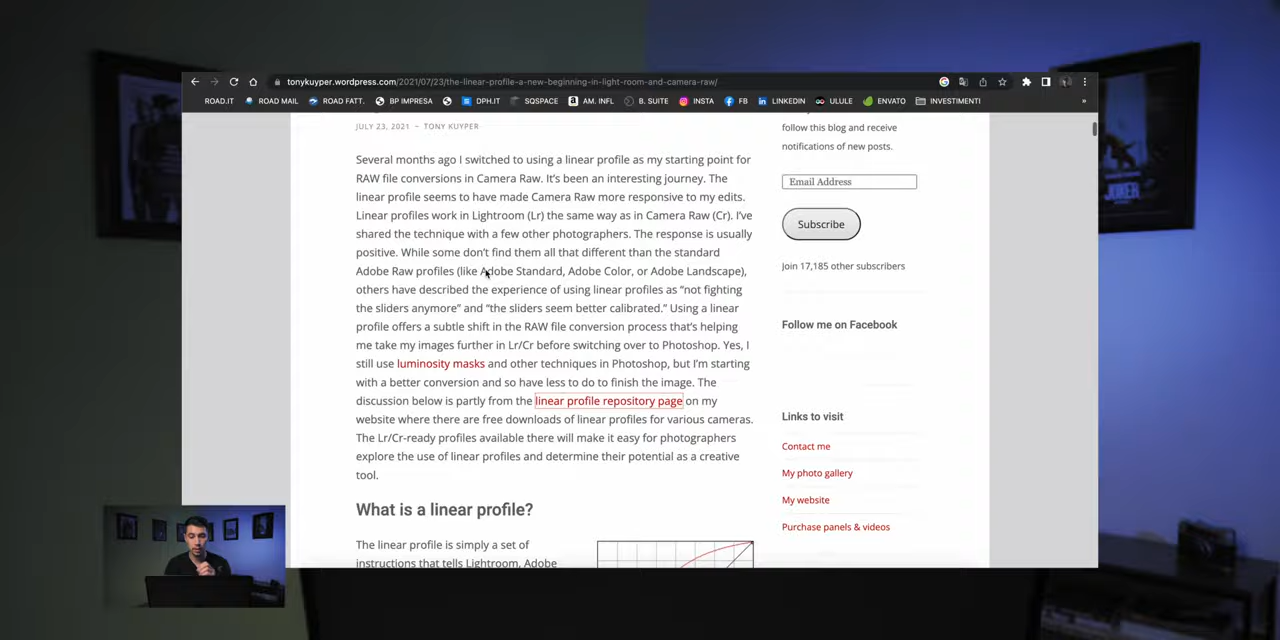 tonykuyper.wordpress.com/2021/07/23/the-linear-profile-a-new-beginning-in-light-room-and-camera-raw/
ROAD.IT ROAD MAIL ROAD FATT. BP IMPRESA DPH.IT SQSPACE AM. INFL B. SUITE INSTA FB LINKEDIN ULULE ENVATO INVESTIMENTI »
JULY 23, 2021 ~ TONY KUYPER
Several months ago I switched to using a linear profile as my starting point for
RAW file conversions in Camera Raw. It's been an interesting journey. The
linear profile seems to have made Camera Raw more responsive to my edits.
Linear profiles work in Lightroom (Lr) the same way as in Camera Raw (Cr). I've
shared the technique with a few other photographers. The response is usually
positive. While some don't find them all that different than the standard
Adobe Raw profiles (like Adobe Standard, Adobe Color, or Adobe Landscape),
others have described the experience of using linear profiles as "not fighting
the sliders anymore" and "the sliders seem better calibrated." Using a linear
profile offers a subtle shift in the RAW file conversion process that's helping
me take my images further in Lr/Cr before switching over to Photoshop. Yes, I
still use luminosity masks and other techniques in Photoshop, but I'm starting
with a better conversion and so have less to do to finish the image. The
discussion below is partly from the linear profile repository page on my
website where there are free downloads of linear profiles for various cameras.
The Lr/Cr-ready profiles available there will make it easy for photographers
explore the use of linear profiles and determine their potential as a creative
tool.
What is a linear profile?
The linear profile is simply a set of
instructions that tells Lightroom, Adobe
follow this blog and receive
notifications of new posts.
Email Address
Subscribe
Join 17,185 other subscribers
Follow me on Facebook
Links to visit
Contact me
My photo gallery
My website
Purchase panels & videos
JOKER